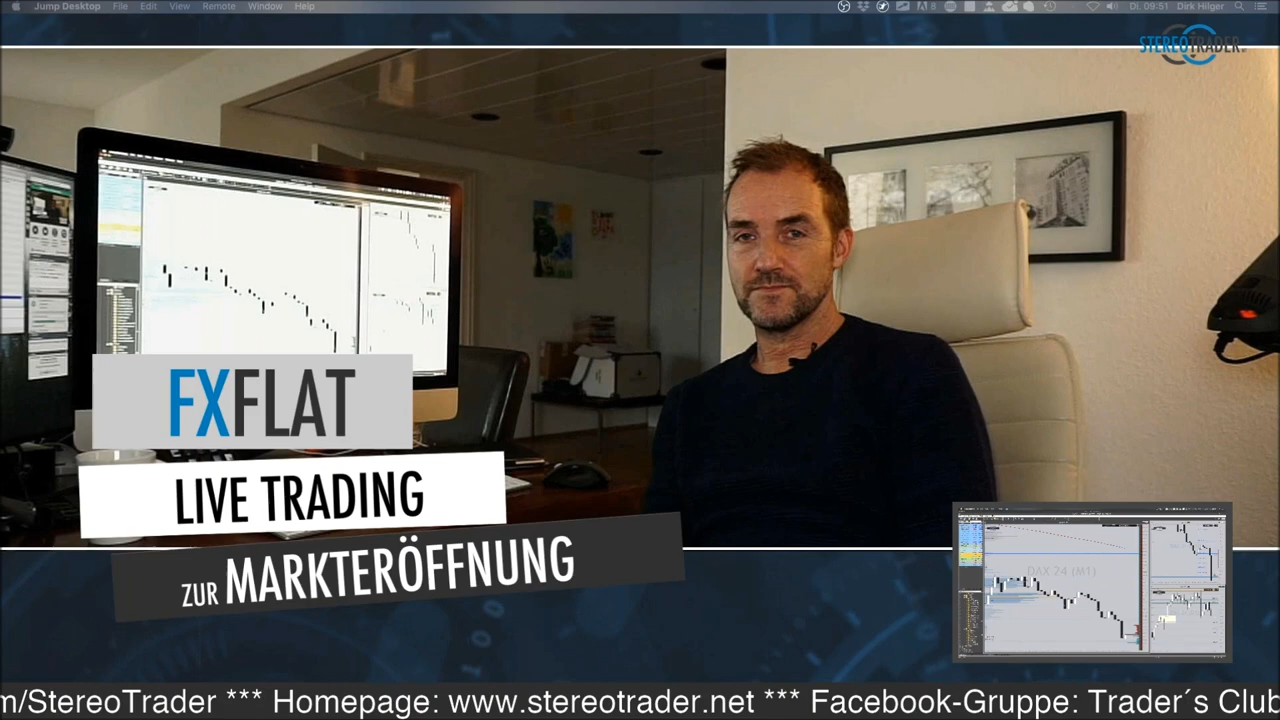 Jump Desktop File Edit View Remote Window Help 8 Di. 09:51 Dirk Hilger
STEREOTRADER
FXFLAT
LIVE TRADING
ZUR MARKTERÖFFNUNG
DAX 24 (M1)
m/StereoTrader *** Homepage: www.stereotrader.net *** Facebook-Gruppe: Trader´s Club